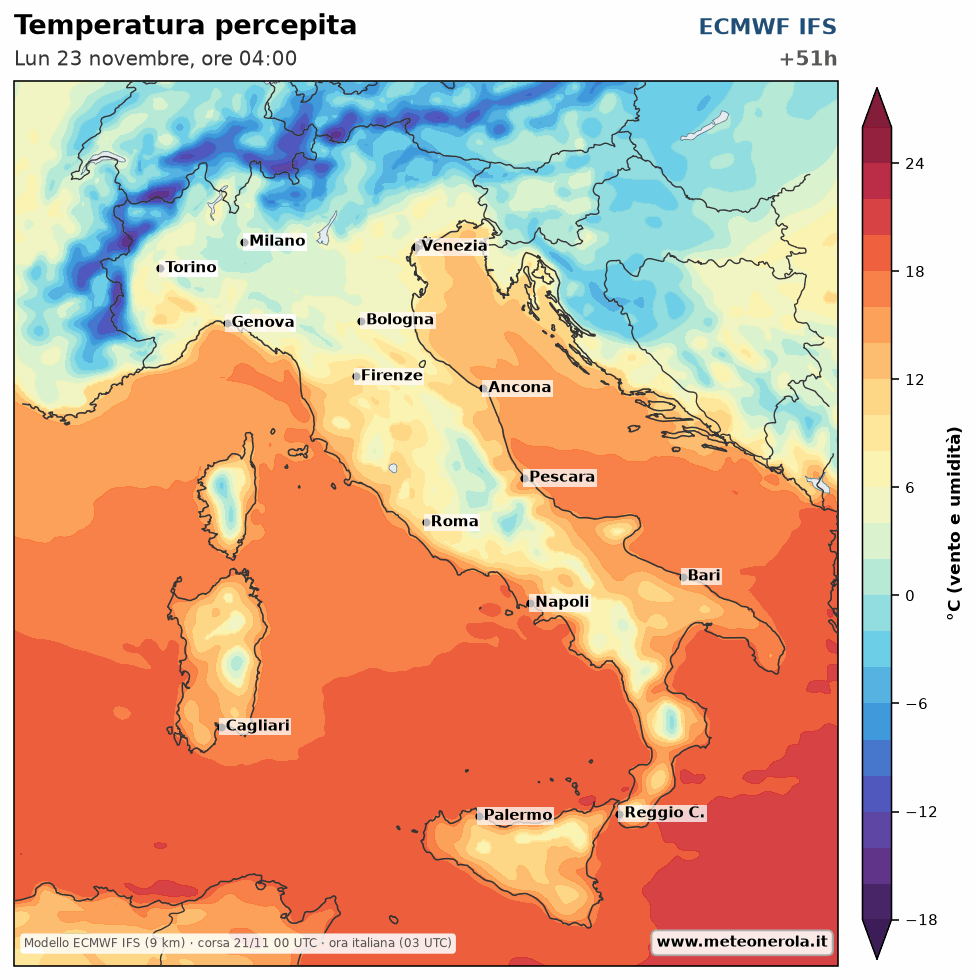 Temperatura percepita
ECMWF IFS
Lun 23 novembre, ore 04:00
+51h
Milano
Venezia
Torino
Genova
Bologna
Firenze
Ancona
Pescara
Roma
Bari
Napoli
Cagliari
Palermo
Reggio C.
24
18
12
6
0
−6
−12
−18
°C (vento e umidità)
Modello ECMWF IFS (9 km) · corsa 21/11 00 UTC · ora italiana (03 UTC)
www.meteonerola.it